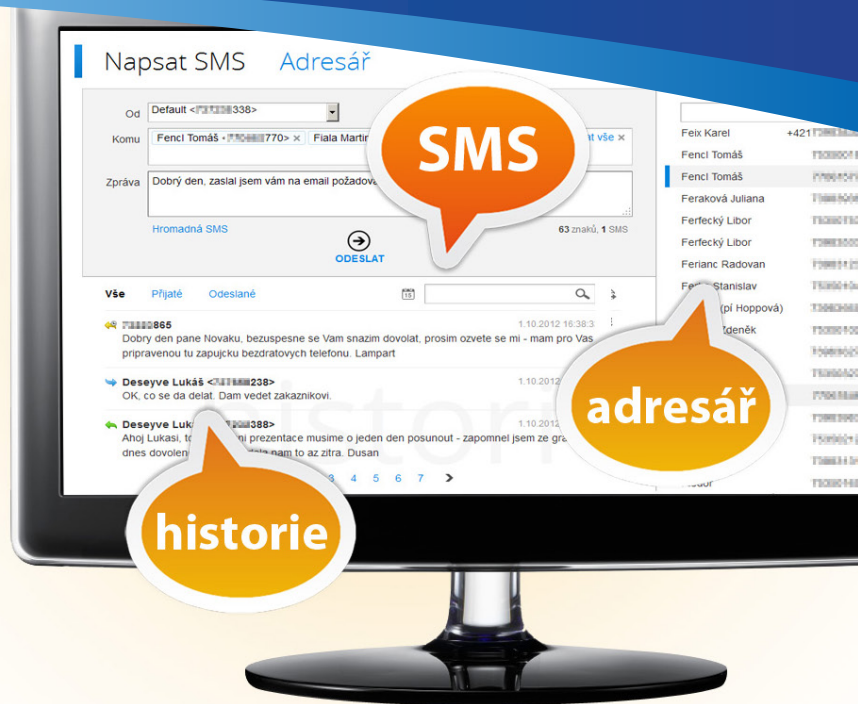 Napsat SMS Adresář
Od Default < 338>
Komu Fencl Tomáš < 770> × Fiala Martin vše ×
Zpráva Dobrý den, zaslal jsem vám na email
Hromadná SMS 63 znaků, 1 SMS
ODESLAT
SMS
Vše Přijaté Odeslané 15
865 1.10.2012 16:38:3
Dobry den pane Novaku, bezuspesne se Vam snazim dovolat, prosim ozvete se mi - mam pro Vas
pripravenou tu zapujcku bezdratovych telefonu. Lampart
Deseyve Lukáš < 238> 1.10.2012
OK, co se da delat. Dam vedet zakaznikovi.
Deseyve 388> 1.10.2012
Ahoj Lukasi, prezentace musime o jeden den posunout - zapomnel jsem ze
dnes nam to az zitra. Dusan
3 4 5 6 7 >
historie
Feix Karel +421
Fencl Tomáš
Fencl Tomáš
Feraková Juliana
Ferfecký Libor
Ferfecký Libor
Ferianc Radovan
Stanislav
(pí Hoppová)
Zdeněk
adresář